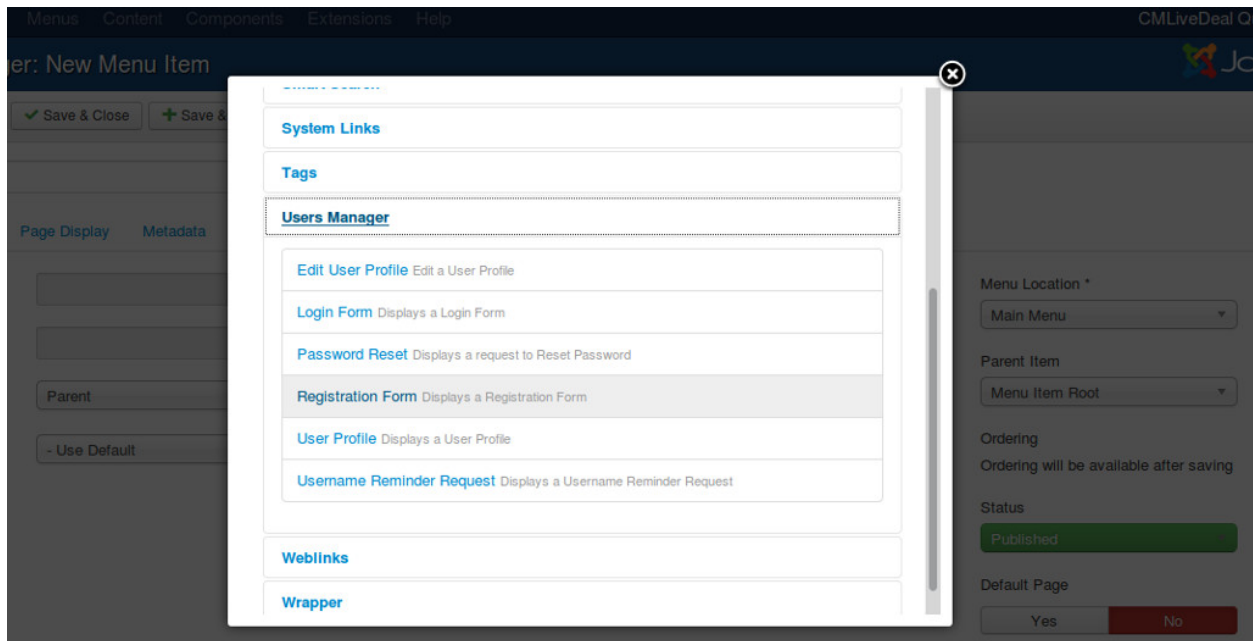 Menus Content Components Extensions Help
CMLiveDeal
: New Menu Item
Save & Close
Save &
System Links
Tags
Users Manager
Page Display Metadata
Edit User Profile Edit a User Profile
Login Form Displays a Login Form
Password Reset Displays a request to Reset Password
Registration Form Displays a Registration Form
User Profile Displays a User Profile
Username Reminder Request Displays a Username Reminder Request
Weblinks
Wrapper
Parent
- Use Default
Menu Location *
Main Menu
Parent Item
Menu Item Root
Ordering
Ordering will be available after saving
Status
Published
Default Page
Yes No